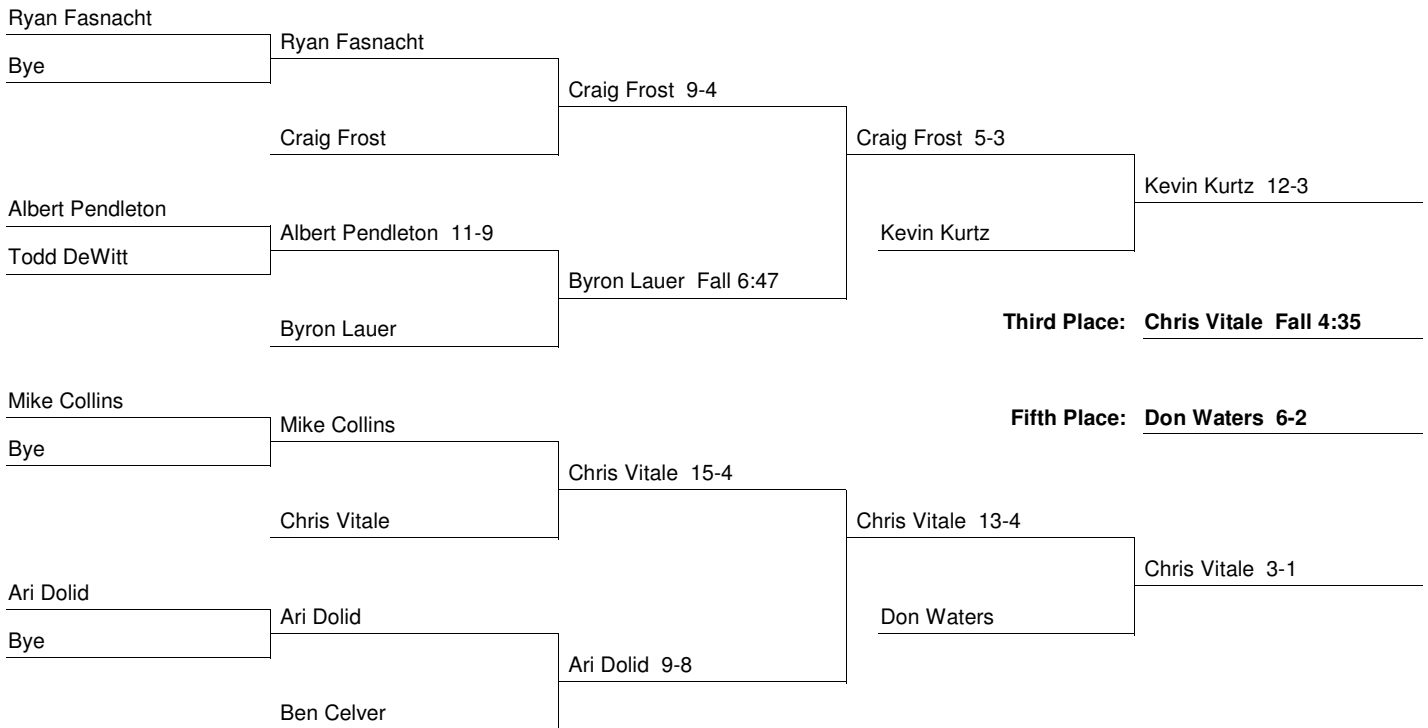 Ryan Fasnacht
Ryan Fasnacht
Bye
Craig Frost 9-4
Craig Frost
Craig Frost 5-3
Kevin Kurtz 12-3
Albert Pendleton
Albert Pendleton 11-9
Kevin Kurtz
Todd DeWitt
Byron Lauer Fall 6:47
Byron Lauer
Third Place: Chris Vitale Fall 4:35
Mike Collins
Mike Collins
Fifth Place: Don Waters 6-2
Bye
Chris Vitale 15-4
Chris Vitale
Chris Vitale 13-4
Chris Vitale 3-1
Ari Dolid
Ari Dolid
Don Waters
Bye
Ari Dolid 9-8
Ben Celver